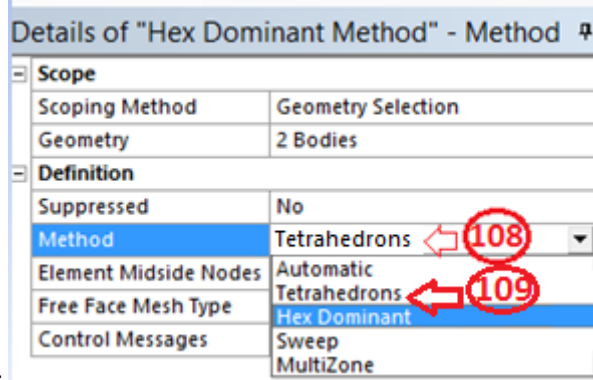 Details of "Hex Dominant Method" - Method
Scope
Scoping Method Geometry Selection
Geometry 2 Bodies
Definition
Suppressed No
Method Tetrahedrons 108
Element Midside Nodes Automatic
Tetrahedrons 109
Free Face Mesh Type Hex Dominant
Control Messages Sweep
MultiZone